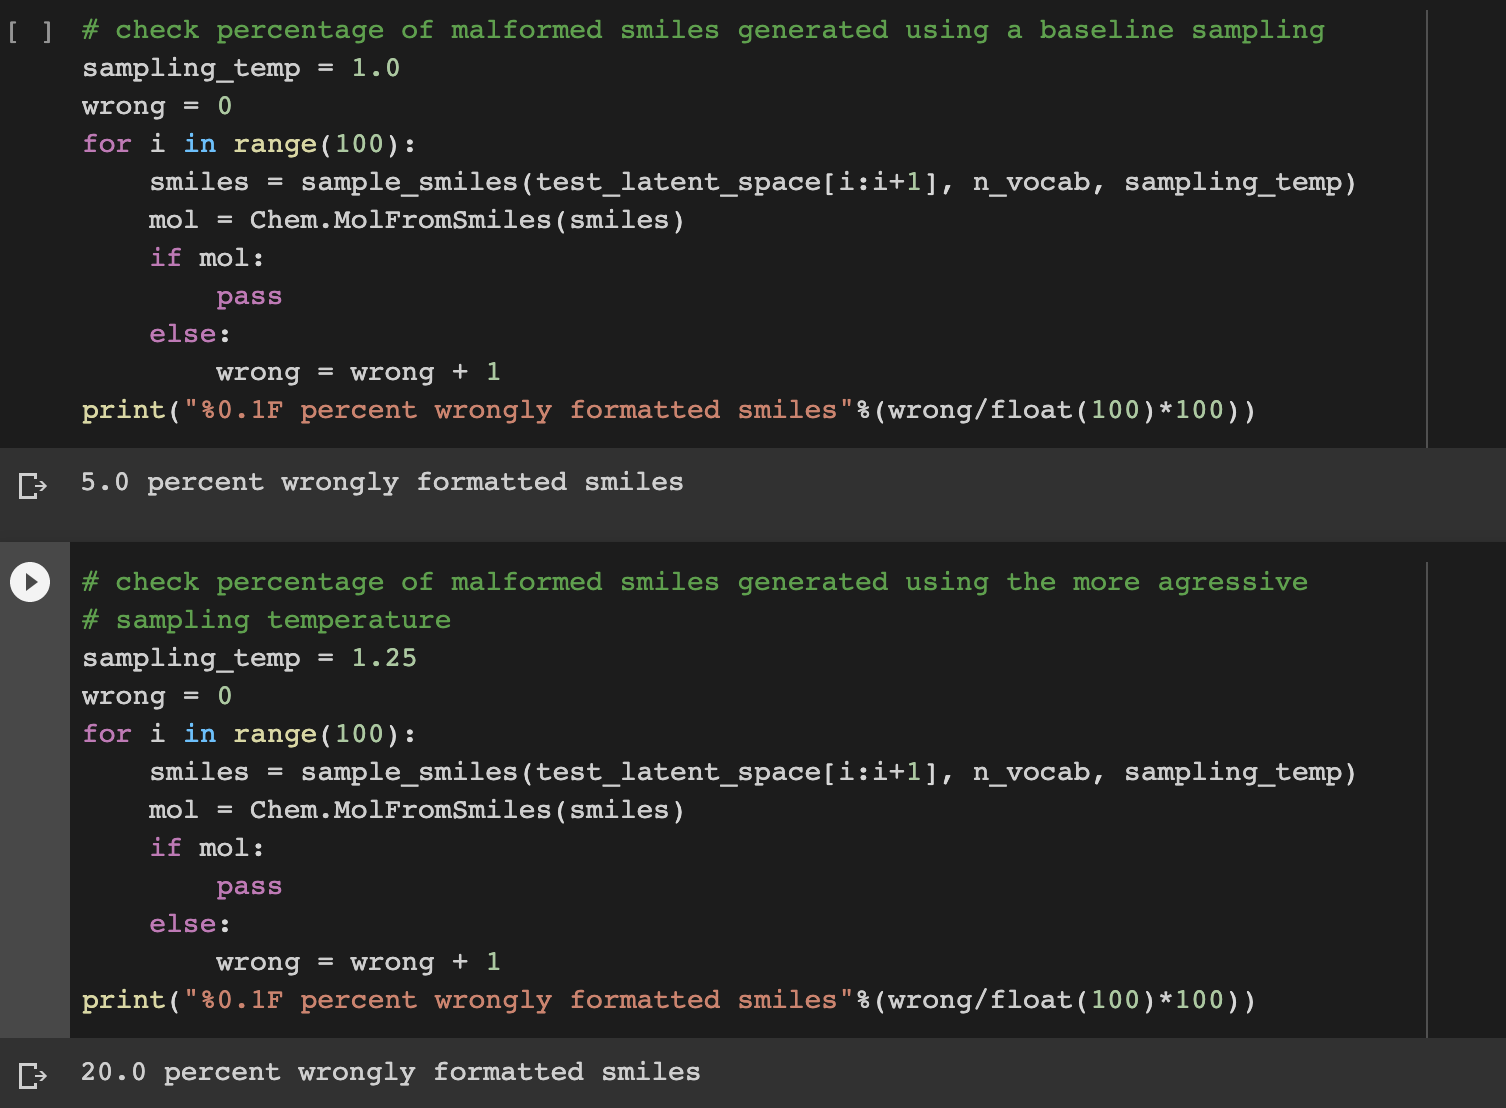 [ ] # check percentage of malformed smiles generated using a baseline sampling
sampling_temp = 1.0
wrong = 0
for i in range(100):
    smiles = sample_smiles(test_latent_space[i:i+1], n_vocab, sampling_temp)
    mol = Chem.MolFromSmiles(smiles)
    if mol:
        pass
    else:
        wrong = wrong + 1
print("%0.1F percent wrongly formatted smiles"%(wrong/float(100)*100))
5.0 percent wrongly formatted smiles
# check percentage of malformed smiles generated using the more agressive
# sampling temperature
sampling_temp = 1.25
wrong = 0
for i in range(100):
    smiles = sample_smiles(test_latent_space[i:i+1], n_vocab, sampling_temp)
    mol = Chem.MolFromSmiles(smiles)
    if mol:
        pass
    else:
        wrong = wrong + 1
print("%0.1F percent wrongly formatted smiles"%(wrong/float(100)*100))
20.0 percent wrongly formatted smiles